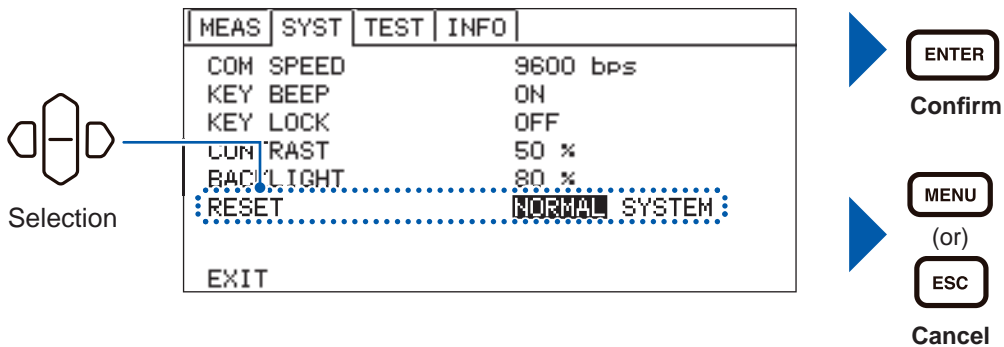 MEAS SYST TEST INFO
COM SPEED 9600 bps
KEY BEEP ON
KEY LOCK OFF
CONTRAST 50 %
BACKLIGHT 80 %
RESET NORMAL SYSTEM
EXIT
Selection
ENTER
Confirm
MENU
(or)
ESC
Cancel